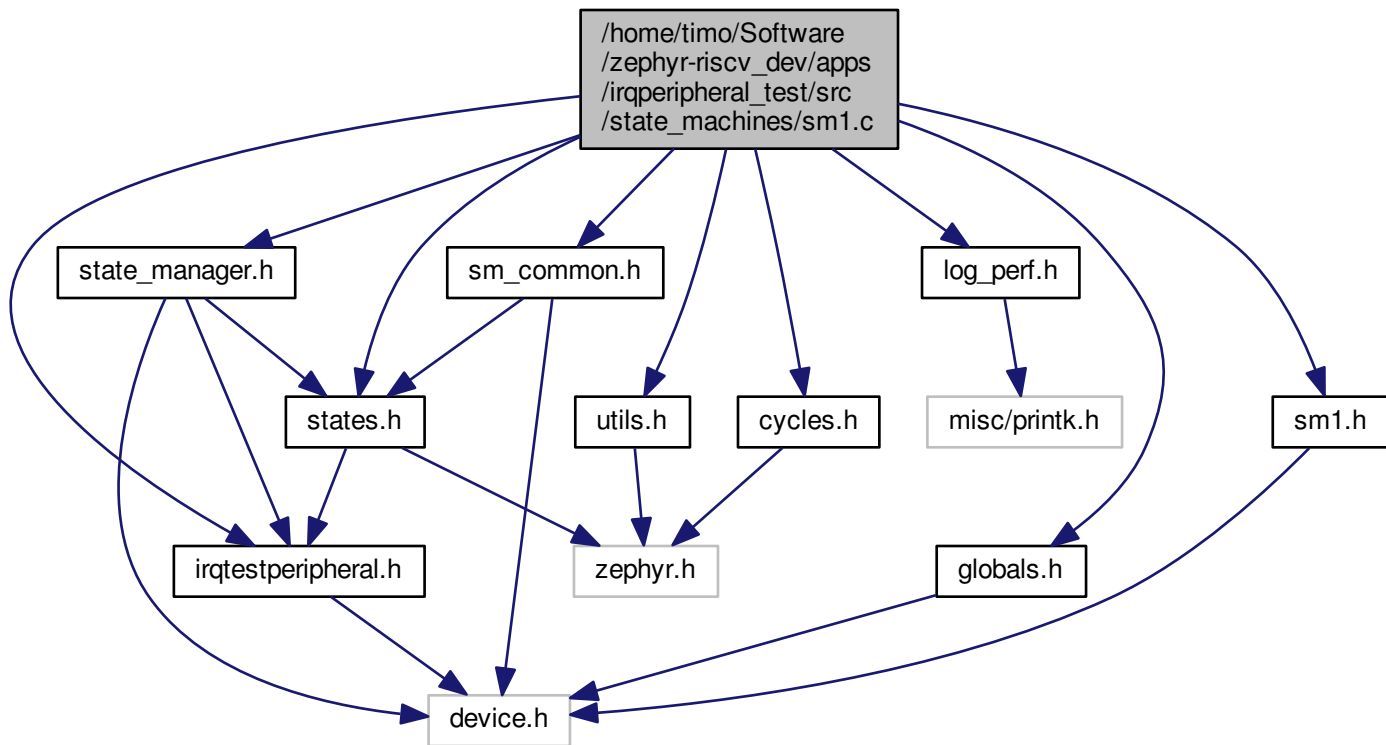 /home/timo/Software
/zephyr-riscv_dev/apps
/irqperipheral_test/src
/state_machines/sm1.c
state_manager.h
sm_common.h
log_perf.h
states.h
utils.h
cycles.h
misc/printk.h
sm1.h
irqtestperipheral.h
zephyr.h
globals.h
device.h